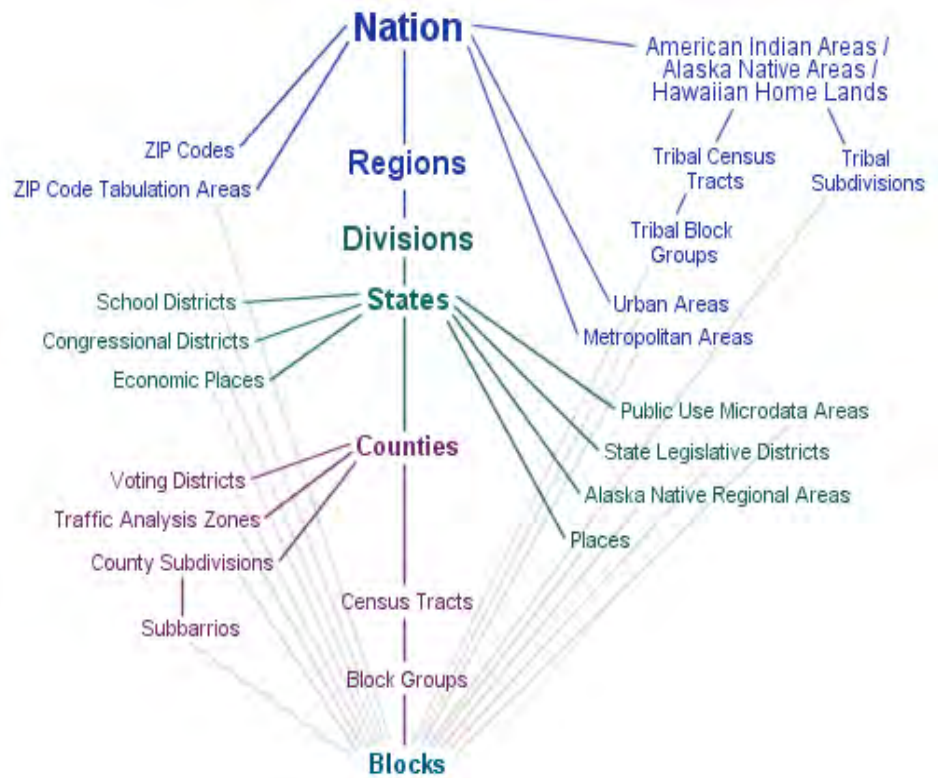 Nation
American Indian Areas /
Alaska Native Areas /
Hawaiian Home Lands
ZIP Codes
ZIP Code Tabulation Areas
Regions
Tribal Census
Tracts
Tribal
Subdivisions
Tribal Block
Groups
Divisions
States
School Districts
Congressional Districts
Economic Places
Urban Areas
Metropolitan Areas
Public Use Microdata Areas
State Legislative Districts
Alaska Native Regional Areas
Places
Counties
Voting Districts
Traffic Analysis Zones
County Subdivisions
Subbarrios
Census Tracts
Block Groups
Blocks